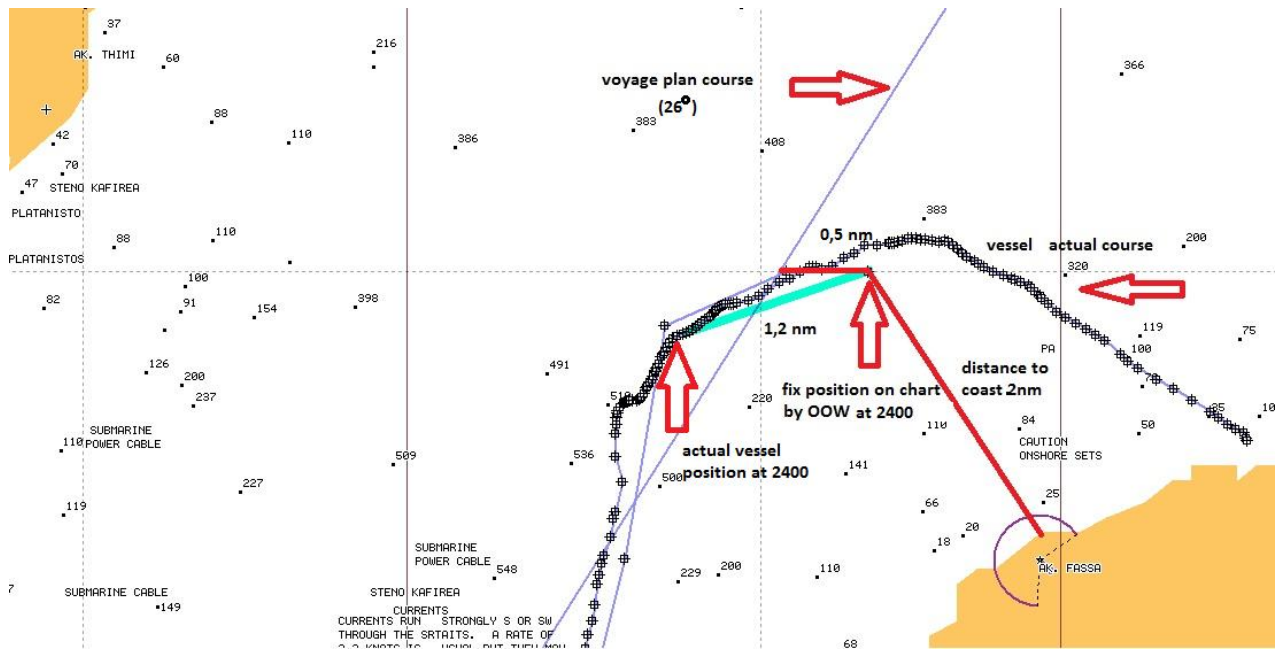 37
216
AK. THIMI
60
366
voyage plan course
(26°)
88
383
110
42
386
408
70
47
STENO KAFIREA
PLATANISTO
383
88
110
0,5 nm
200
vessel actual course
PLATANISTOS
100
320
82
91
154
398
1,2 nm
119
75
PA
100
126
491
distance to
coast 2nm
200
fix position on chart
by OOW at 2400
237
220
SUBMARINE
POWER CABLE
110
110
84
50
CAUTION
ONSHORE SETS
actual vessel
position at 2400
509
536
141
500
227
25
119
66
20
18
SUBMARINE
POWER CABLE
548
229
200
110
AK. FASSA
7
SUBMARINE CABLE
149
STENO KAFIREA
CURRENTS
CURRENTS RUN STRONGLY S OR SW
THROUGH THE SRTAITS. A RATE OF
68